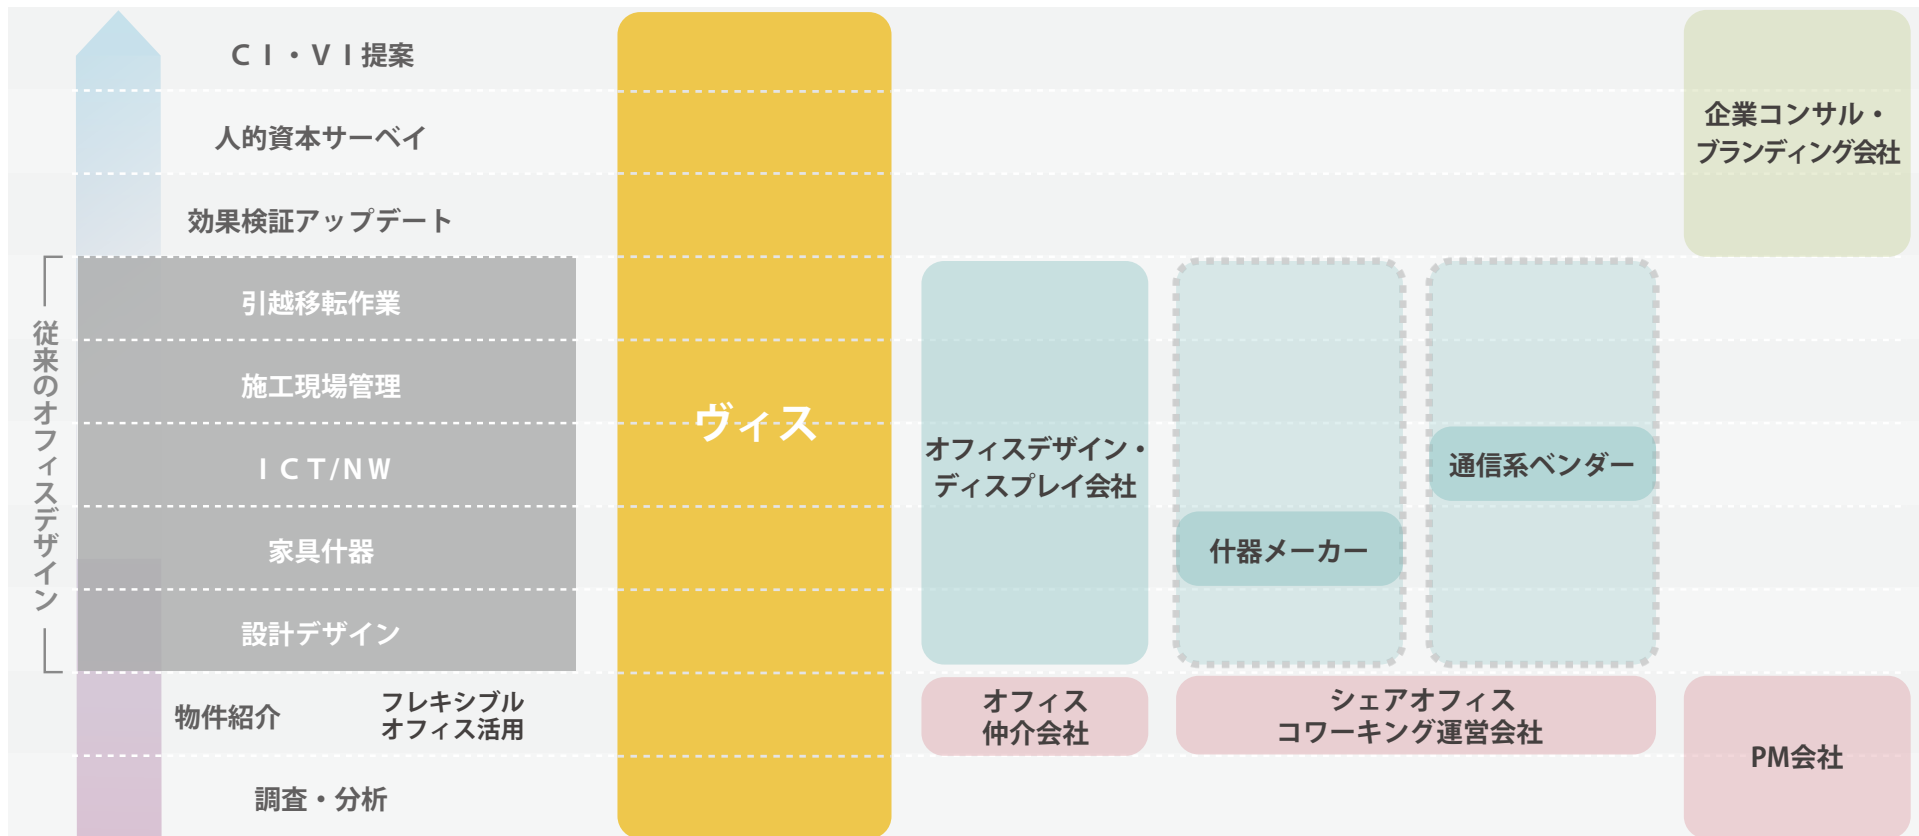 ＣＩ・ＶＩ提案
人的資本サーベイ
効果検証アップデート
従来のオフィスデザイン
引越移転作業
施工現場管理
ＩＣＴ/ＮＷ
家具什器
設計デザイン
物件紹介
フレキシブル
オフィス活用
調査・分析
ヴィス
オフィスデザイン・
ディスプレイ会社
什器メーカー
通信系ベンダー
企業コンサル・
ブランディング会社
オフィス
仲介会社
シェアオフィス
コワーキング運営会社
PM会社